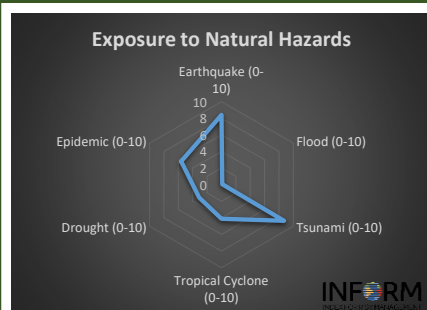 Exposure to Natural Hazards
Earthquake (0-
10)
10
8
6
4
2
0
Epidemic (0-10)
Flood (0-10)
Drought (0-10)
Tsunami (0-10)
Tropical Cyclone
(0-10)
INFORM